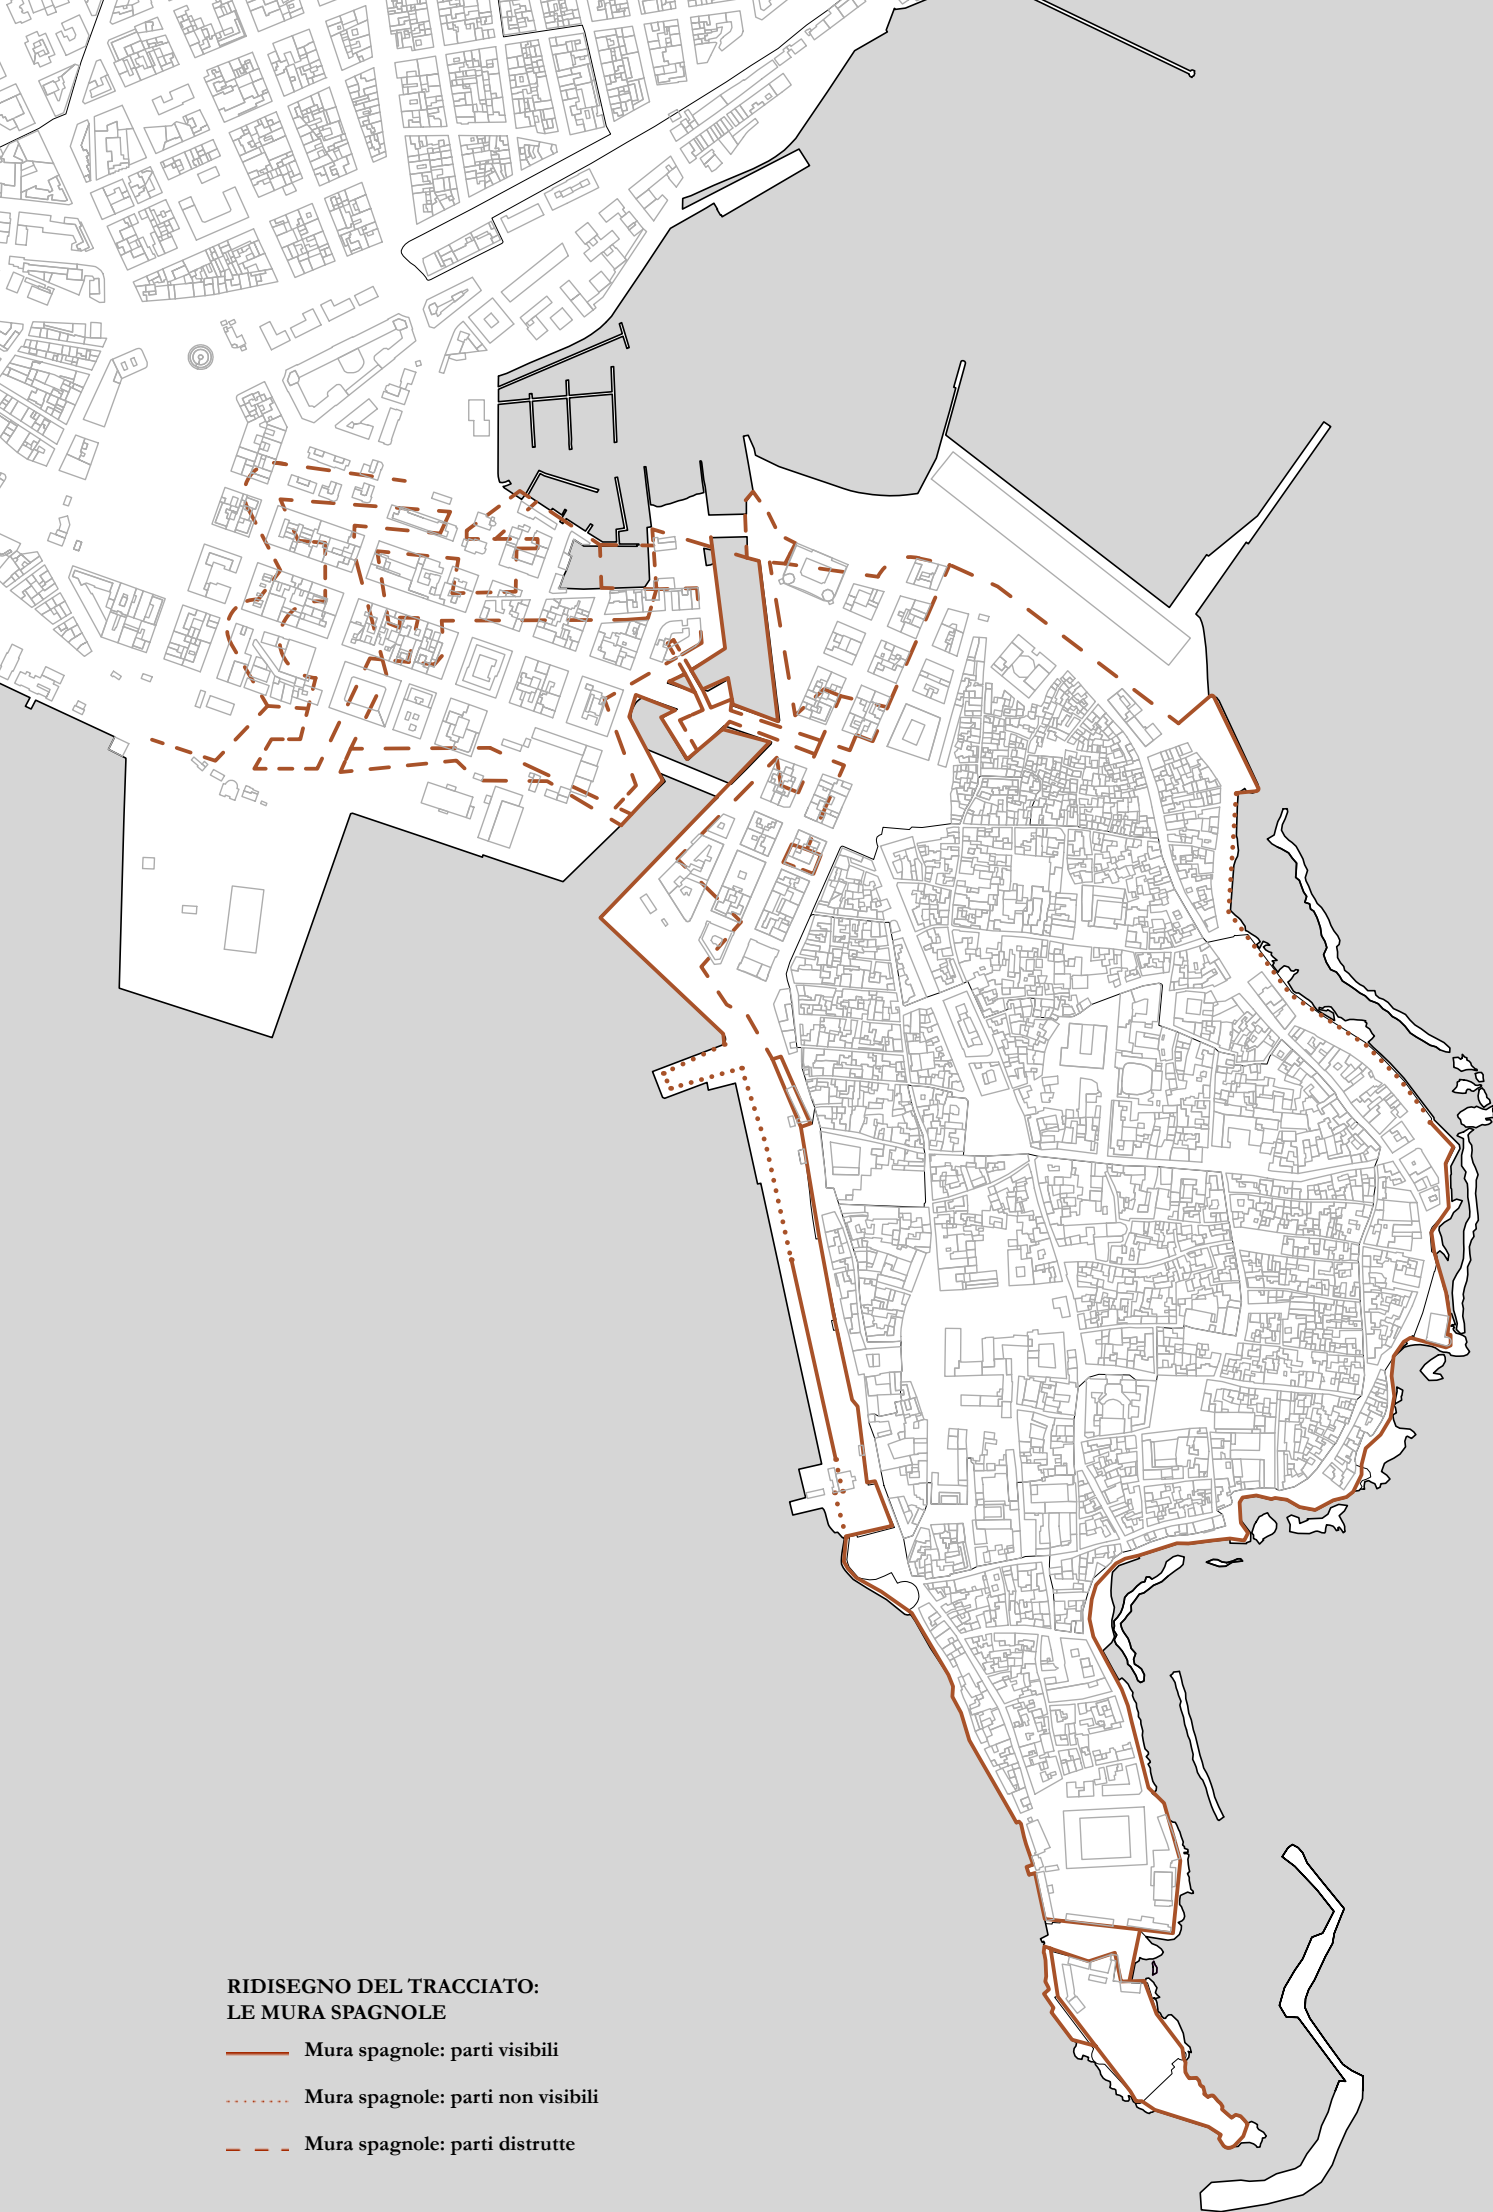 RIDISEGNO DEL TRACCIATO:
LE MURA SPAGNOLE
Mura spagnole: parti visibili
Mura spagnole: parti non visibili
Mura spagnole: parti distrutte